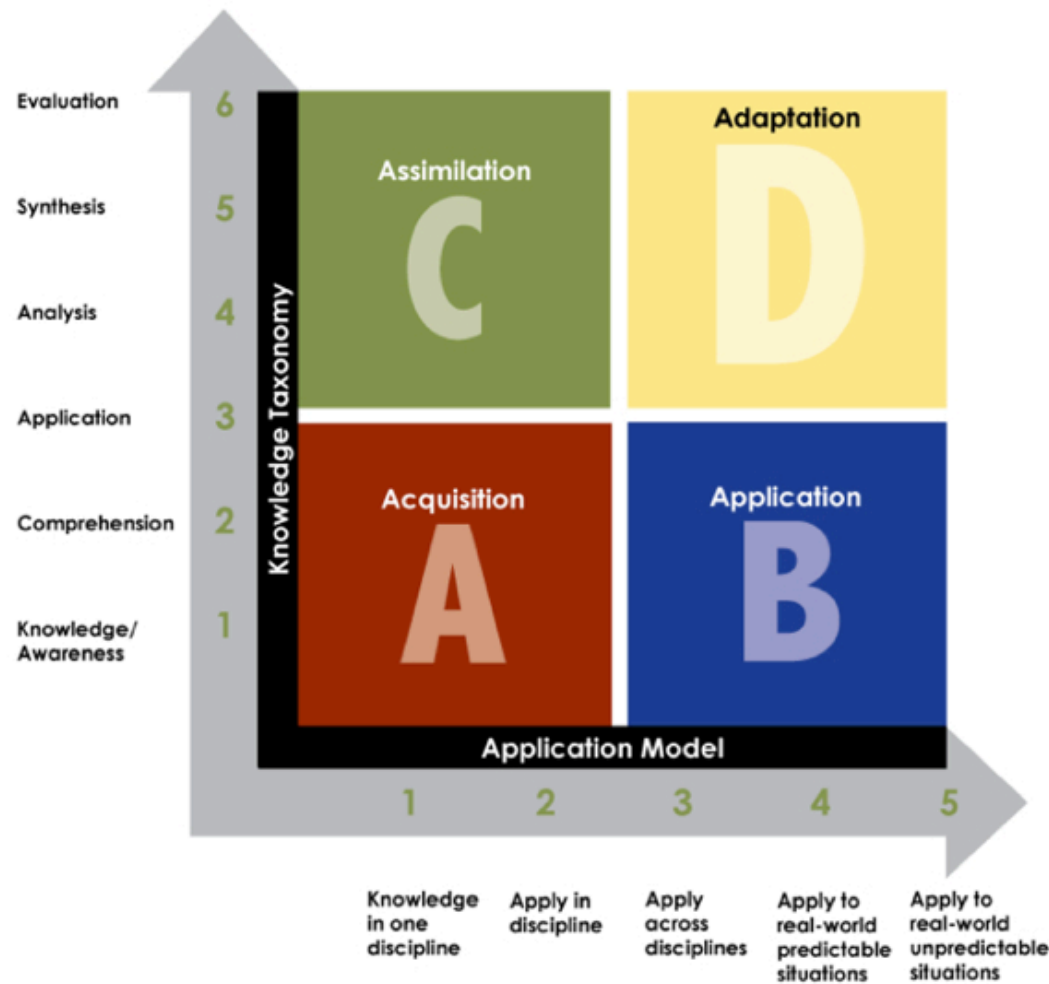 Evaluation
6
Synthesis
5
Analysis
4
Application
3
Comprehension
2
Knowledge/
Awareness
1
Knowledge Taxonomy
Assimilation
C
Adaptation
D
Acquisition
A
Application
B
Application Model
1 2 3 4 5
Knowledge
in one
discipline
Apply in
discipline
Apply
across
disciplines
Apply to
real-world
predictable
situations
Apply to
real-world
unpredictable
situations